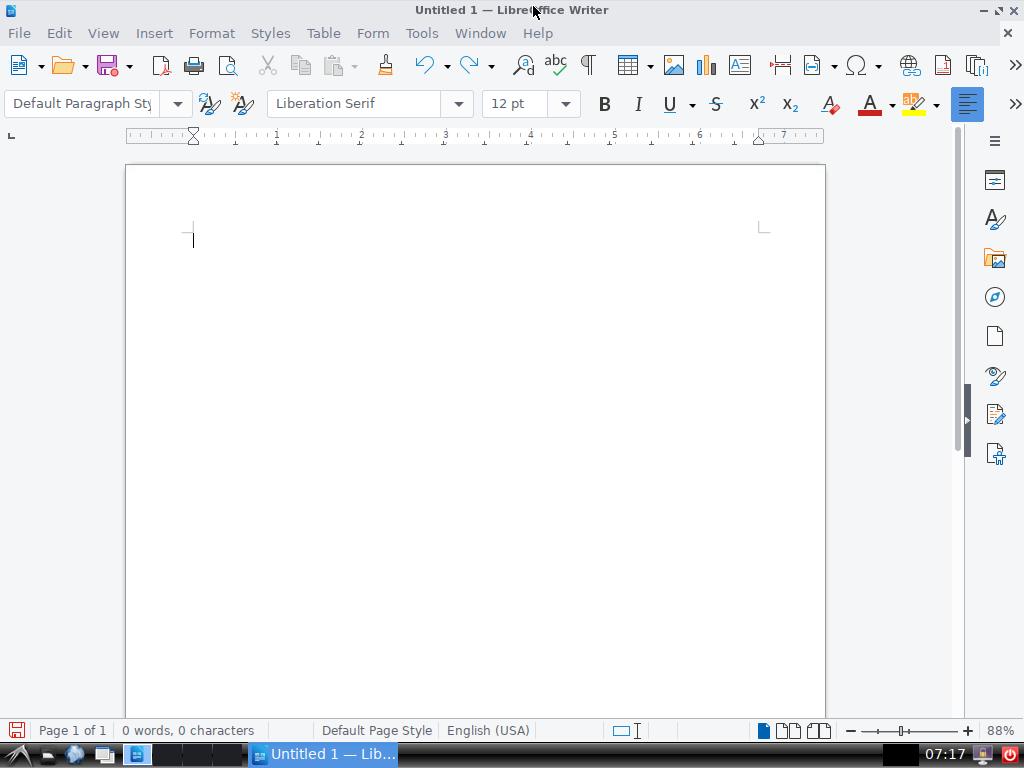 Untitled 1 — LibreOffice Writer
File Edit View Insert Format Styles Table Form Tools Window Help
Default Paragraph Sty Liberation Serif 12 pt
1 2 3 4 5 6 7
Page 1 of 1 0 words, 0 characters Default Page Style English (USA) 88%
Untitled 1 — Lib... 07:17